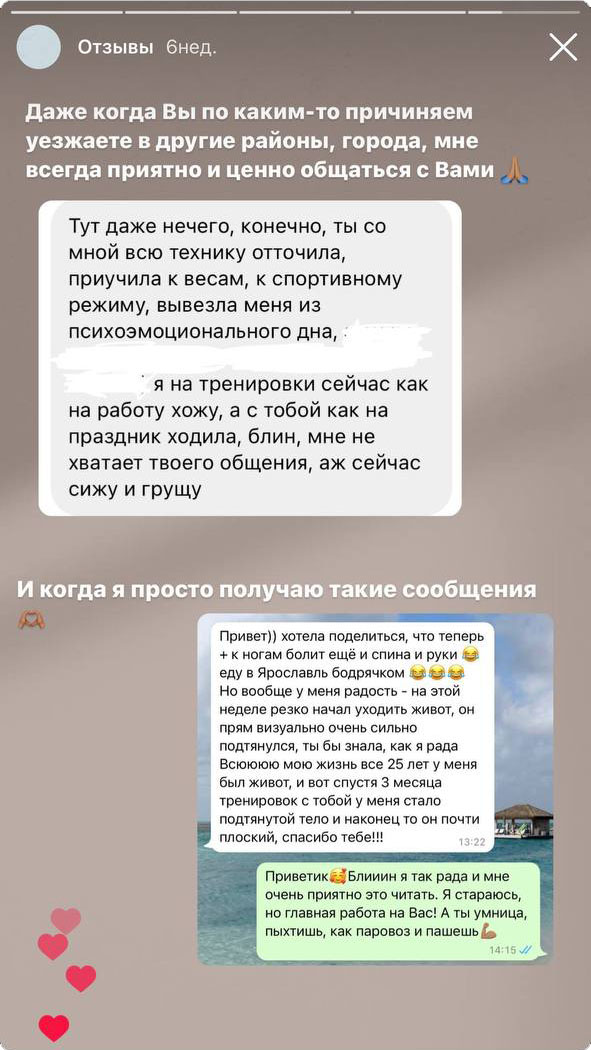 Отзывы 6нед.
Даже когда Вы по каким-то причиняем
уезжаете в другие районы, города, мне
всегда приятно и ценно общаться с Вами 🙏🏽
Тут даже нечего, конечно, ты со
мной всю технику отточила,
приучила к весам, к спортивному
режиму, вывезла меня из
психоэмоционального дна,
я на тренировки сейчас как
на работу хожу, а с тобой как на
праздник ходила, блин, мне не
хватает твоего общения, аж сейчас
сижу и грущу
И когда я просто получаю такие сообщения
🫶🏽
Привет)) хотела поделиться, что теперь
+ к ногам болит ещё и спина и руки 😂
еду в Ярославль бодрячком 😂😂😂
Но вообще у меня радость - на этой
неделе резко начал уходить живот, он
прям визуально очень сильно
подтянулся, ты бы знала, как я рада
Всюююю мою жизнь все 25 лет у меня
был живот, и вот спустя 3 месяца
тренировок с тобой у меня стало
подтянутой тело и наконец то он почти
плоский, спасибо тебе!!!
13:22
Приветик🥰Блииин я так рада и мне
очень приятно это читать. Я стараюсь,
но главная работа на Вас! А ты умница,
пыхтишь, как паровоз и пашешь💪🏽
14:15